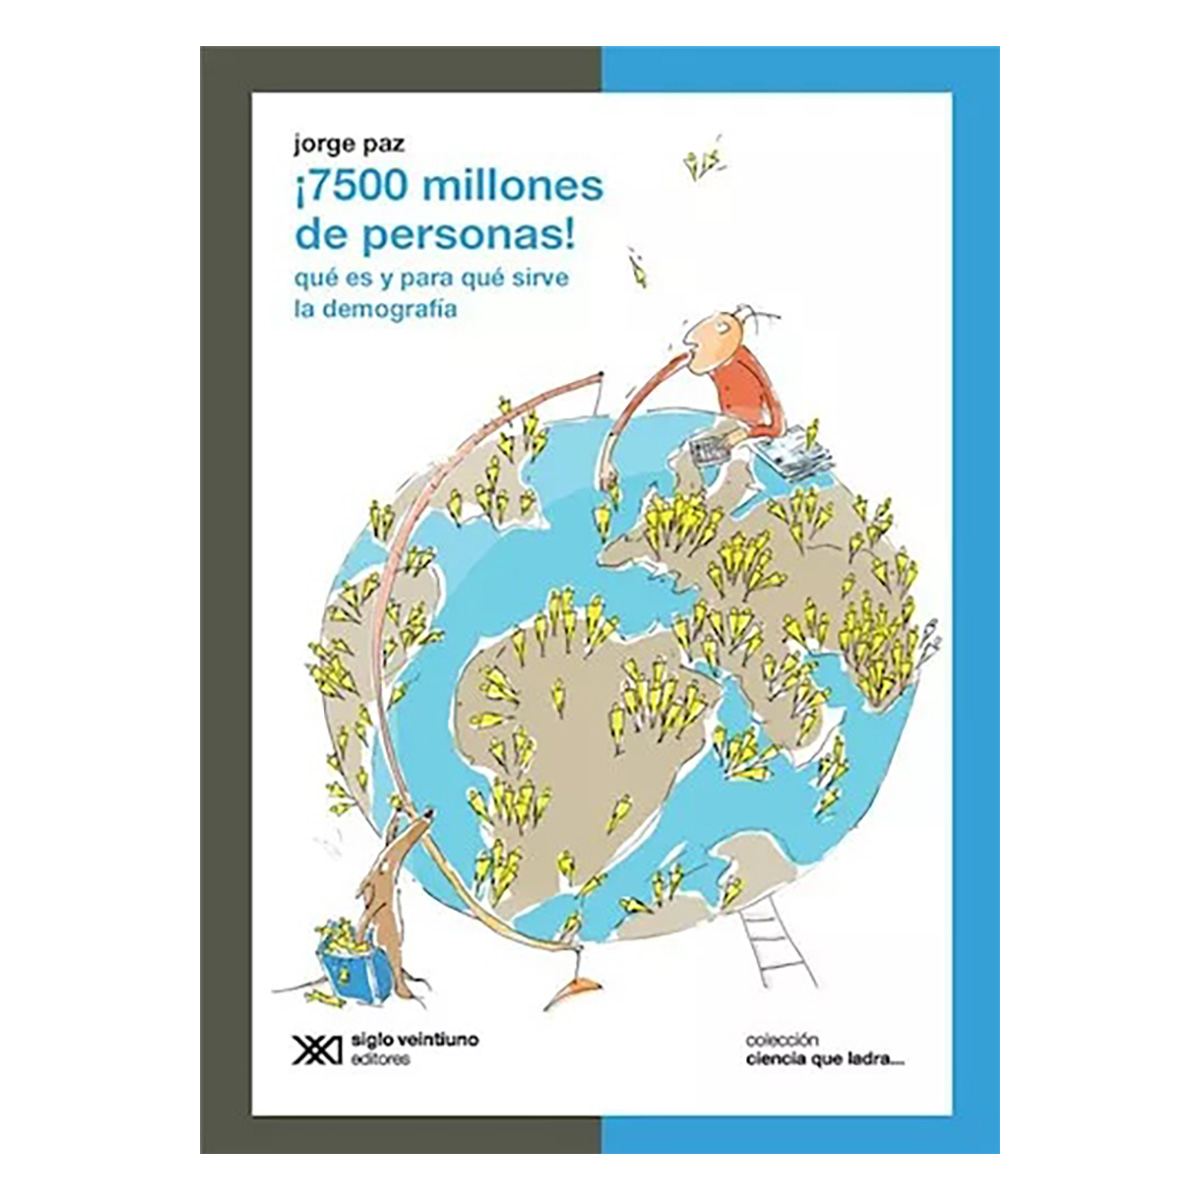 jorge paz
¡7500 millones
de personas!
qué es y para qué sirve
la demografía
siglo veintiuno
editores
colección
ciencia que ladra...